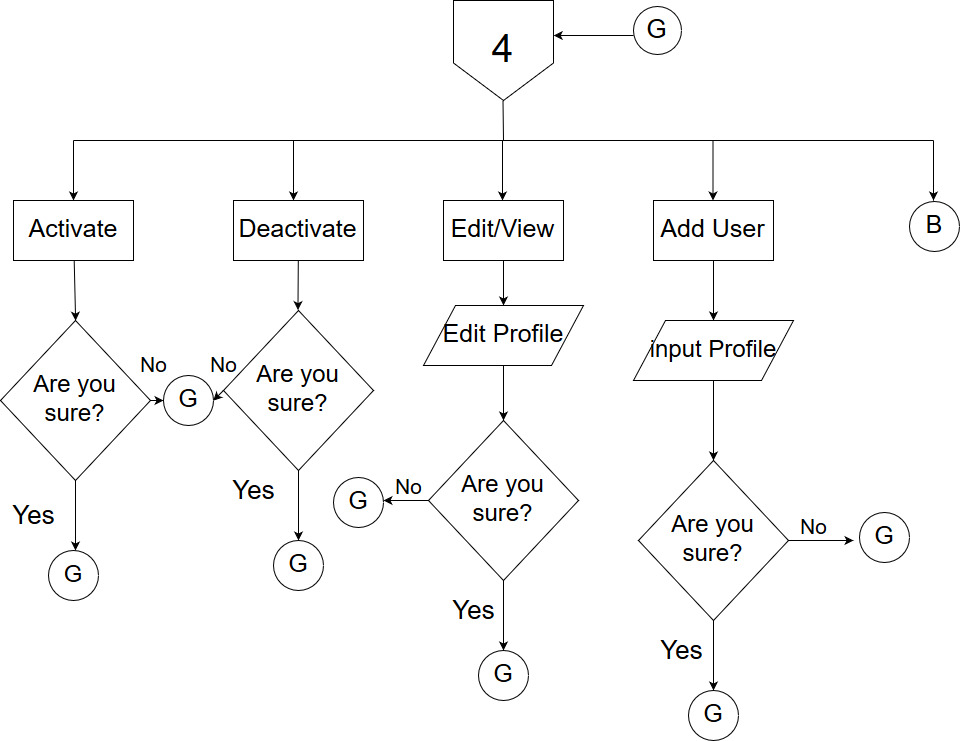 4
G
Activate
Deactivate
Edit/View
Add User
B
Edit Profile
input Profile
No
No
Are you
sure?
G
Are you
sure?
Yes
Yes
G
G
Are you
sure?
No
G
Yes
G
Are you
sure?
No
G
Yes
G